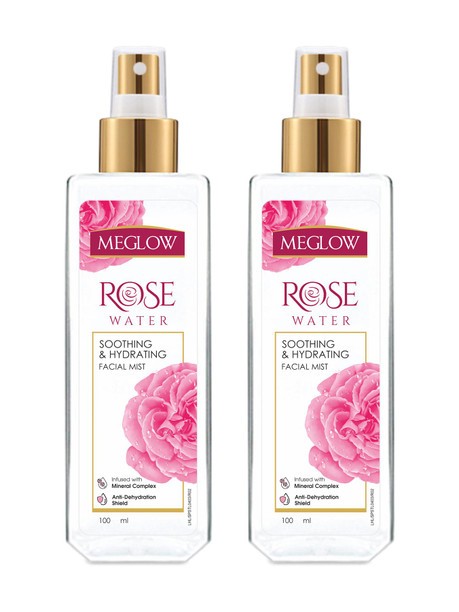 MEGLOW
ROSE
WATER
SOOTHING
& HYDRATING
FACIAL MIST
Infused with
Mineral Complex
Anti-Dehydration
Shield
100 ml
MEGLOW
ROSE
WATER
SOOTHING
& HYDRATING
FACIAL MIST
Infused with
Mineral Complex
Anti-Dehydration
Shield
100 ml